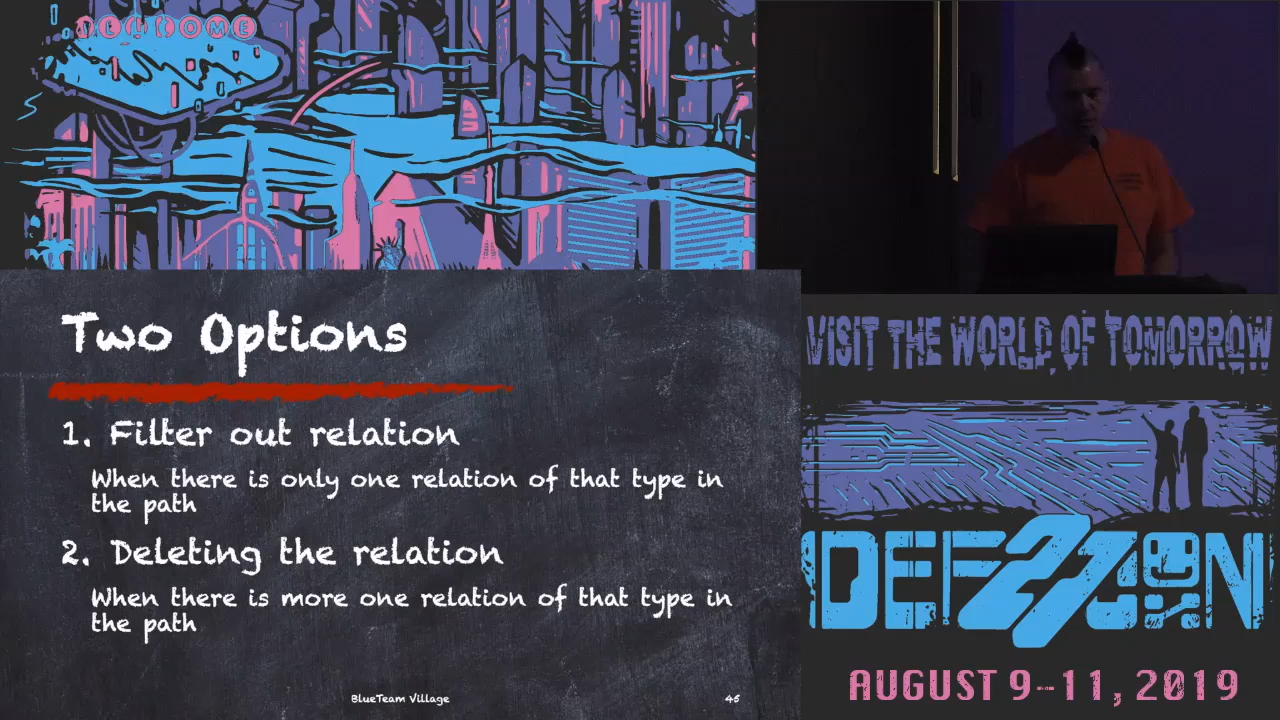 WELCOME
Two Options
1. Filter out relation
When there is only one relation of that type in
the path
2. Deleting the relation
When there is more one relation of that type in
the path
BlueTeam Village
45
VISIT THE WORLD OF TOMORROW
DEF27CON
AUGUST 9-11, 2019